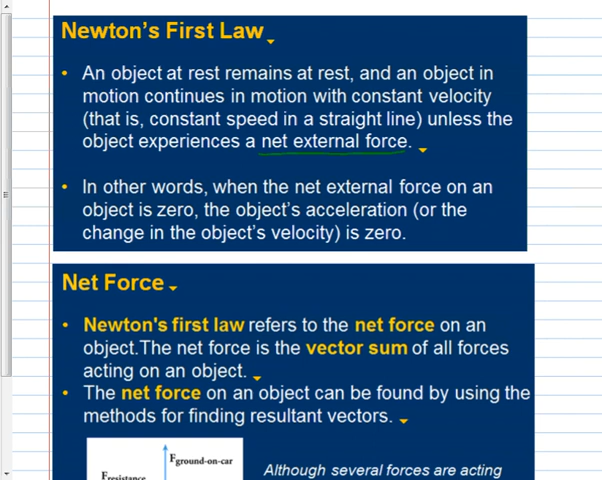 Newton's First Law
• An object at rest remains at rest, and an object in
motion continues in motion with constant velocity
(that is, constant speed in a straight line) unless the
object experiences a net external force.
• In other words, when the net external force on an
object is zero, the object's acceleration (or the
change in the object's velocity) is zero.
Net Force
• Newton's first law refers to the net force on an
object.The net force is the vector sum of all forces
acting on an object.
• The net force on an object can be found by using the
methods for finding resultant vectors.
Fground-on-car
Fresistance
Although several forces are acting